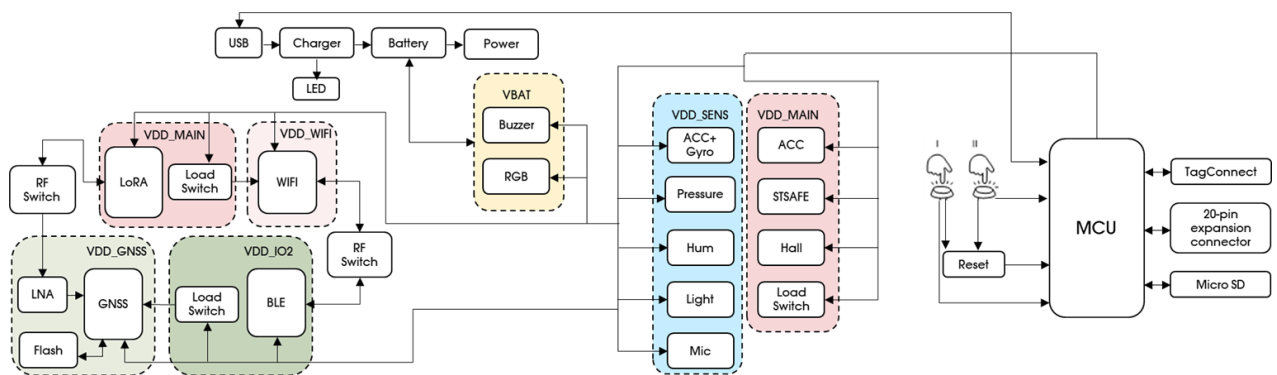 USB
Charger
Battery
Power
LED
VBAT
Buzzer
RGB
VDD_MAIN
VDD_WIFI
LoRA
Load
Switch
WIFI
RF
Switch
RF
Switch
VDD_GNSS
LNA
GNSS
Flash
VDD_IO2
Load
Switch
BLE
VDD_SENS
ACC+
Gyro
Pressure
Hum
Light
Mic
VDD_MAIN
ACC
STSAFE
Hall
Load
Switch
I
II
Reset
MCU
TagConnect
20-pin
expansion
connector
Micro SD